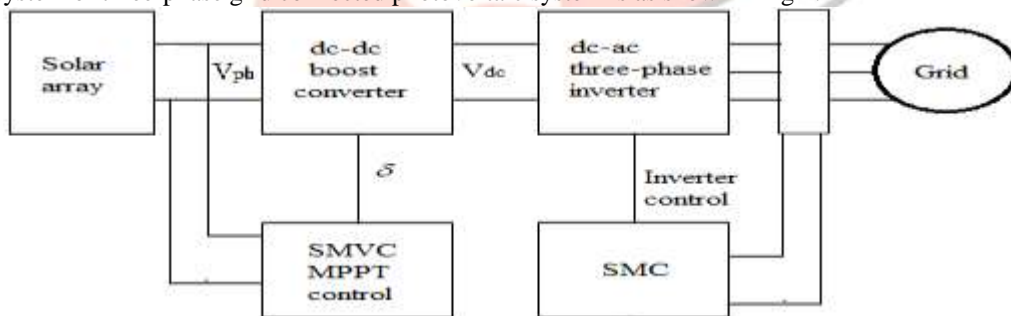 Solar
array
Vph
dc-dc
boost
converter
Vdc
dc-ac
three-phase
inverter
Grid
δ
Inverter
control
SMVC
MPPT
control
SMC